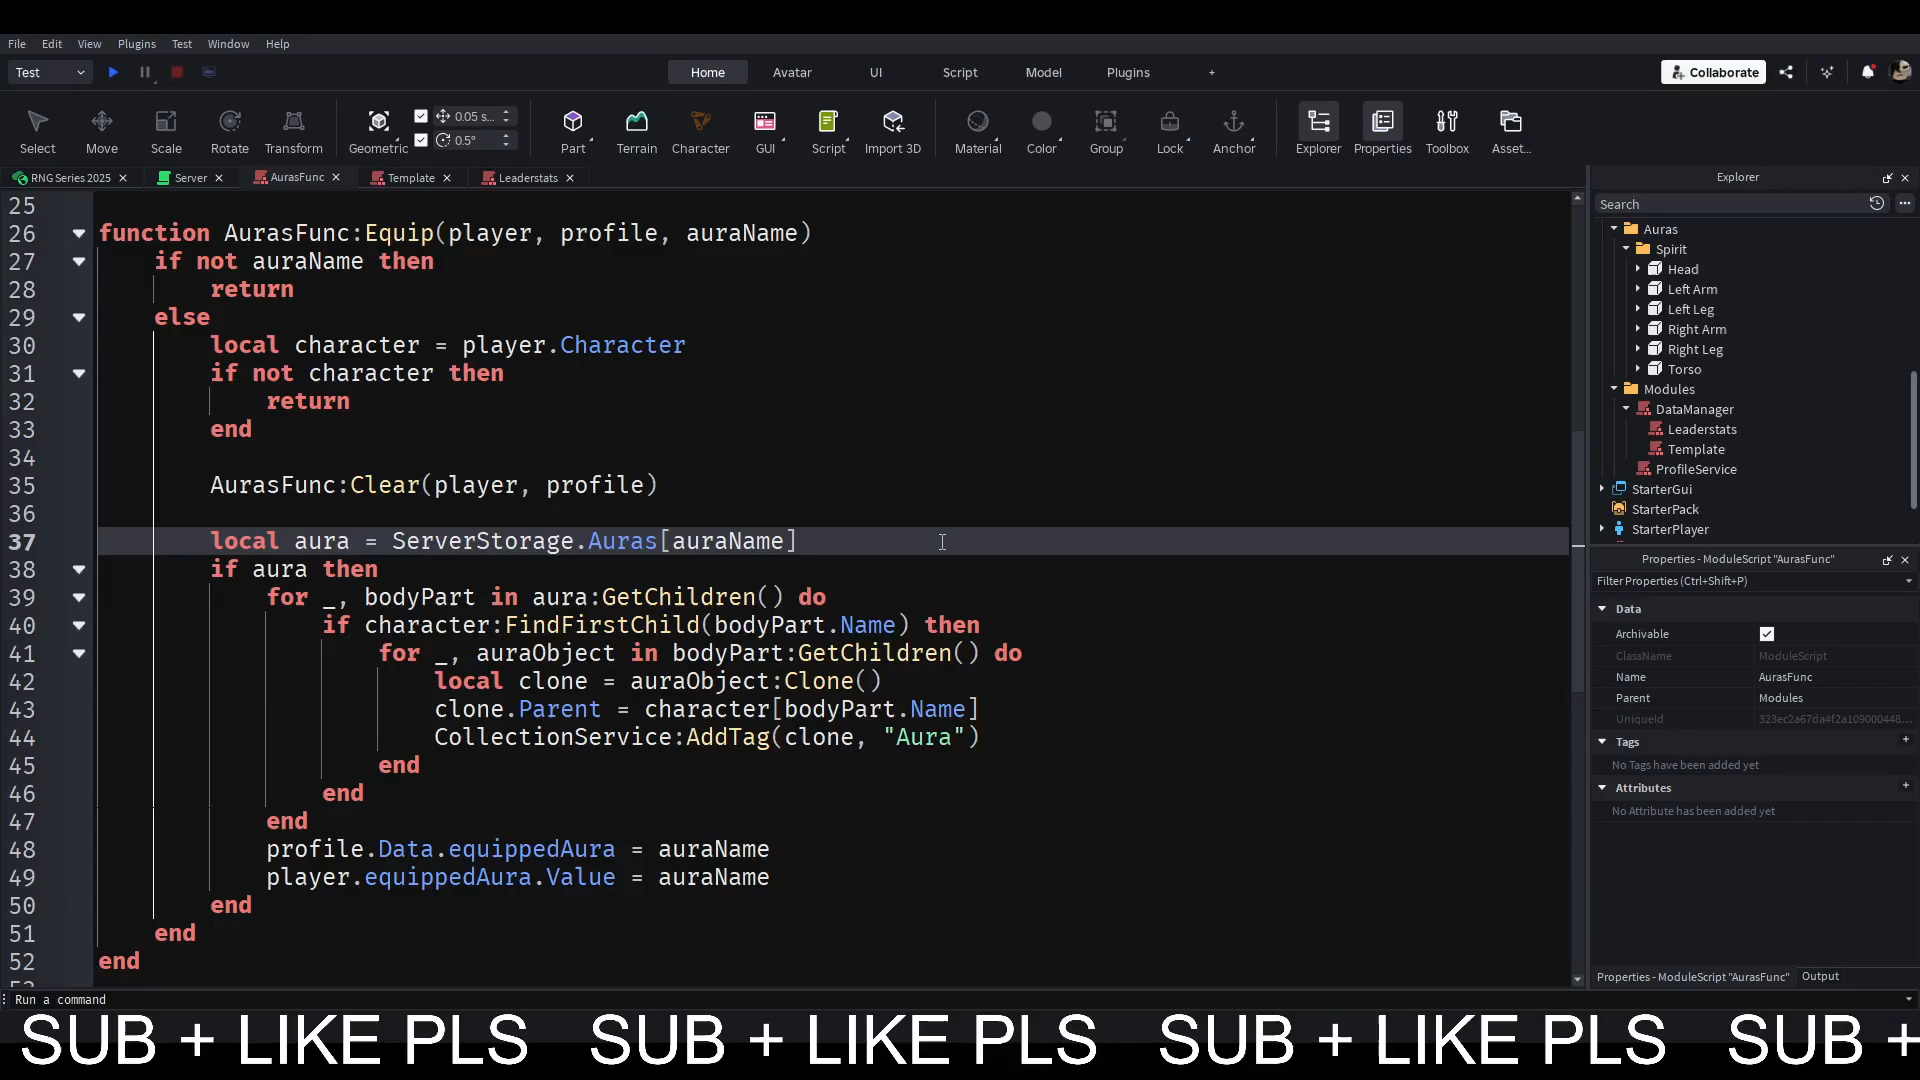 File Edit View Plugins Test Window Help
Test Home Avatar UI Script Model Plugins + Collaborate
0.05 s...
0.5°
Select Move Scale Rotate Transform Geometric Part Terrain Character GUI Script Import 3D Material Color Group Lock Anchor Explorer Properties Toolbox Asset...
RNG Series 2025 Server AurasFunc Template Leaderstats
25
26 function AurasFunc:Equip(player, profile, auraName)
27 if not auraName then
28 return
29 else
30 local character = player.Character
31 if not character then
32 return
33 end
34
35 AurasFunc:Clear(player, profile)
36
37 local aura = ServerStorage.Auras[auraName]
38 if aura then
39 for _, bodyPart in aura:GetChildren() do
40 if character:FindFirstChild(bodyPart.Name) then
41 for _, auraObject in bodyPart:GetChildren() do
42 local clone = auraObject:Clone()
43 clone.Parent = character[bodyPart.Name]
44 CollectionService:AddTag(clone, "Aura")
45 end
46 end
47 end
48 profile.Data.equippedAura = auraName
49 player.equippedAura.Value = auraName
50 end
51 end
52 end
Explorer
Search
Auras
Spirit
Head
Left Arm
Left Leg
Right Arm
Right Leg
Torso
Modules
DataManager
Leaderstats
Template
ProfileService
StarterGui
StarterPack
StarterPlayer
Properties - ModuleScript "AurasFunc"
Filter Properties (Ctrl+Shift+P)
Data
Archivable
ClassName ModuleScript
Name AurasFunc
Parent Modules
UniqueId 323ec2a67da4f2a109000448...
Tags +
No Tags have been added yet
Attributes +
No Attribute has been added yet
Properties - ModuleScript "AurasFunc" Output
Run a command
SUB + LIKE PLS SUB + LIKE PLS SUB + LIKE PLS SUB +